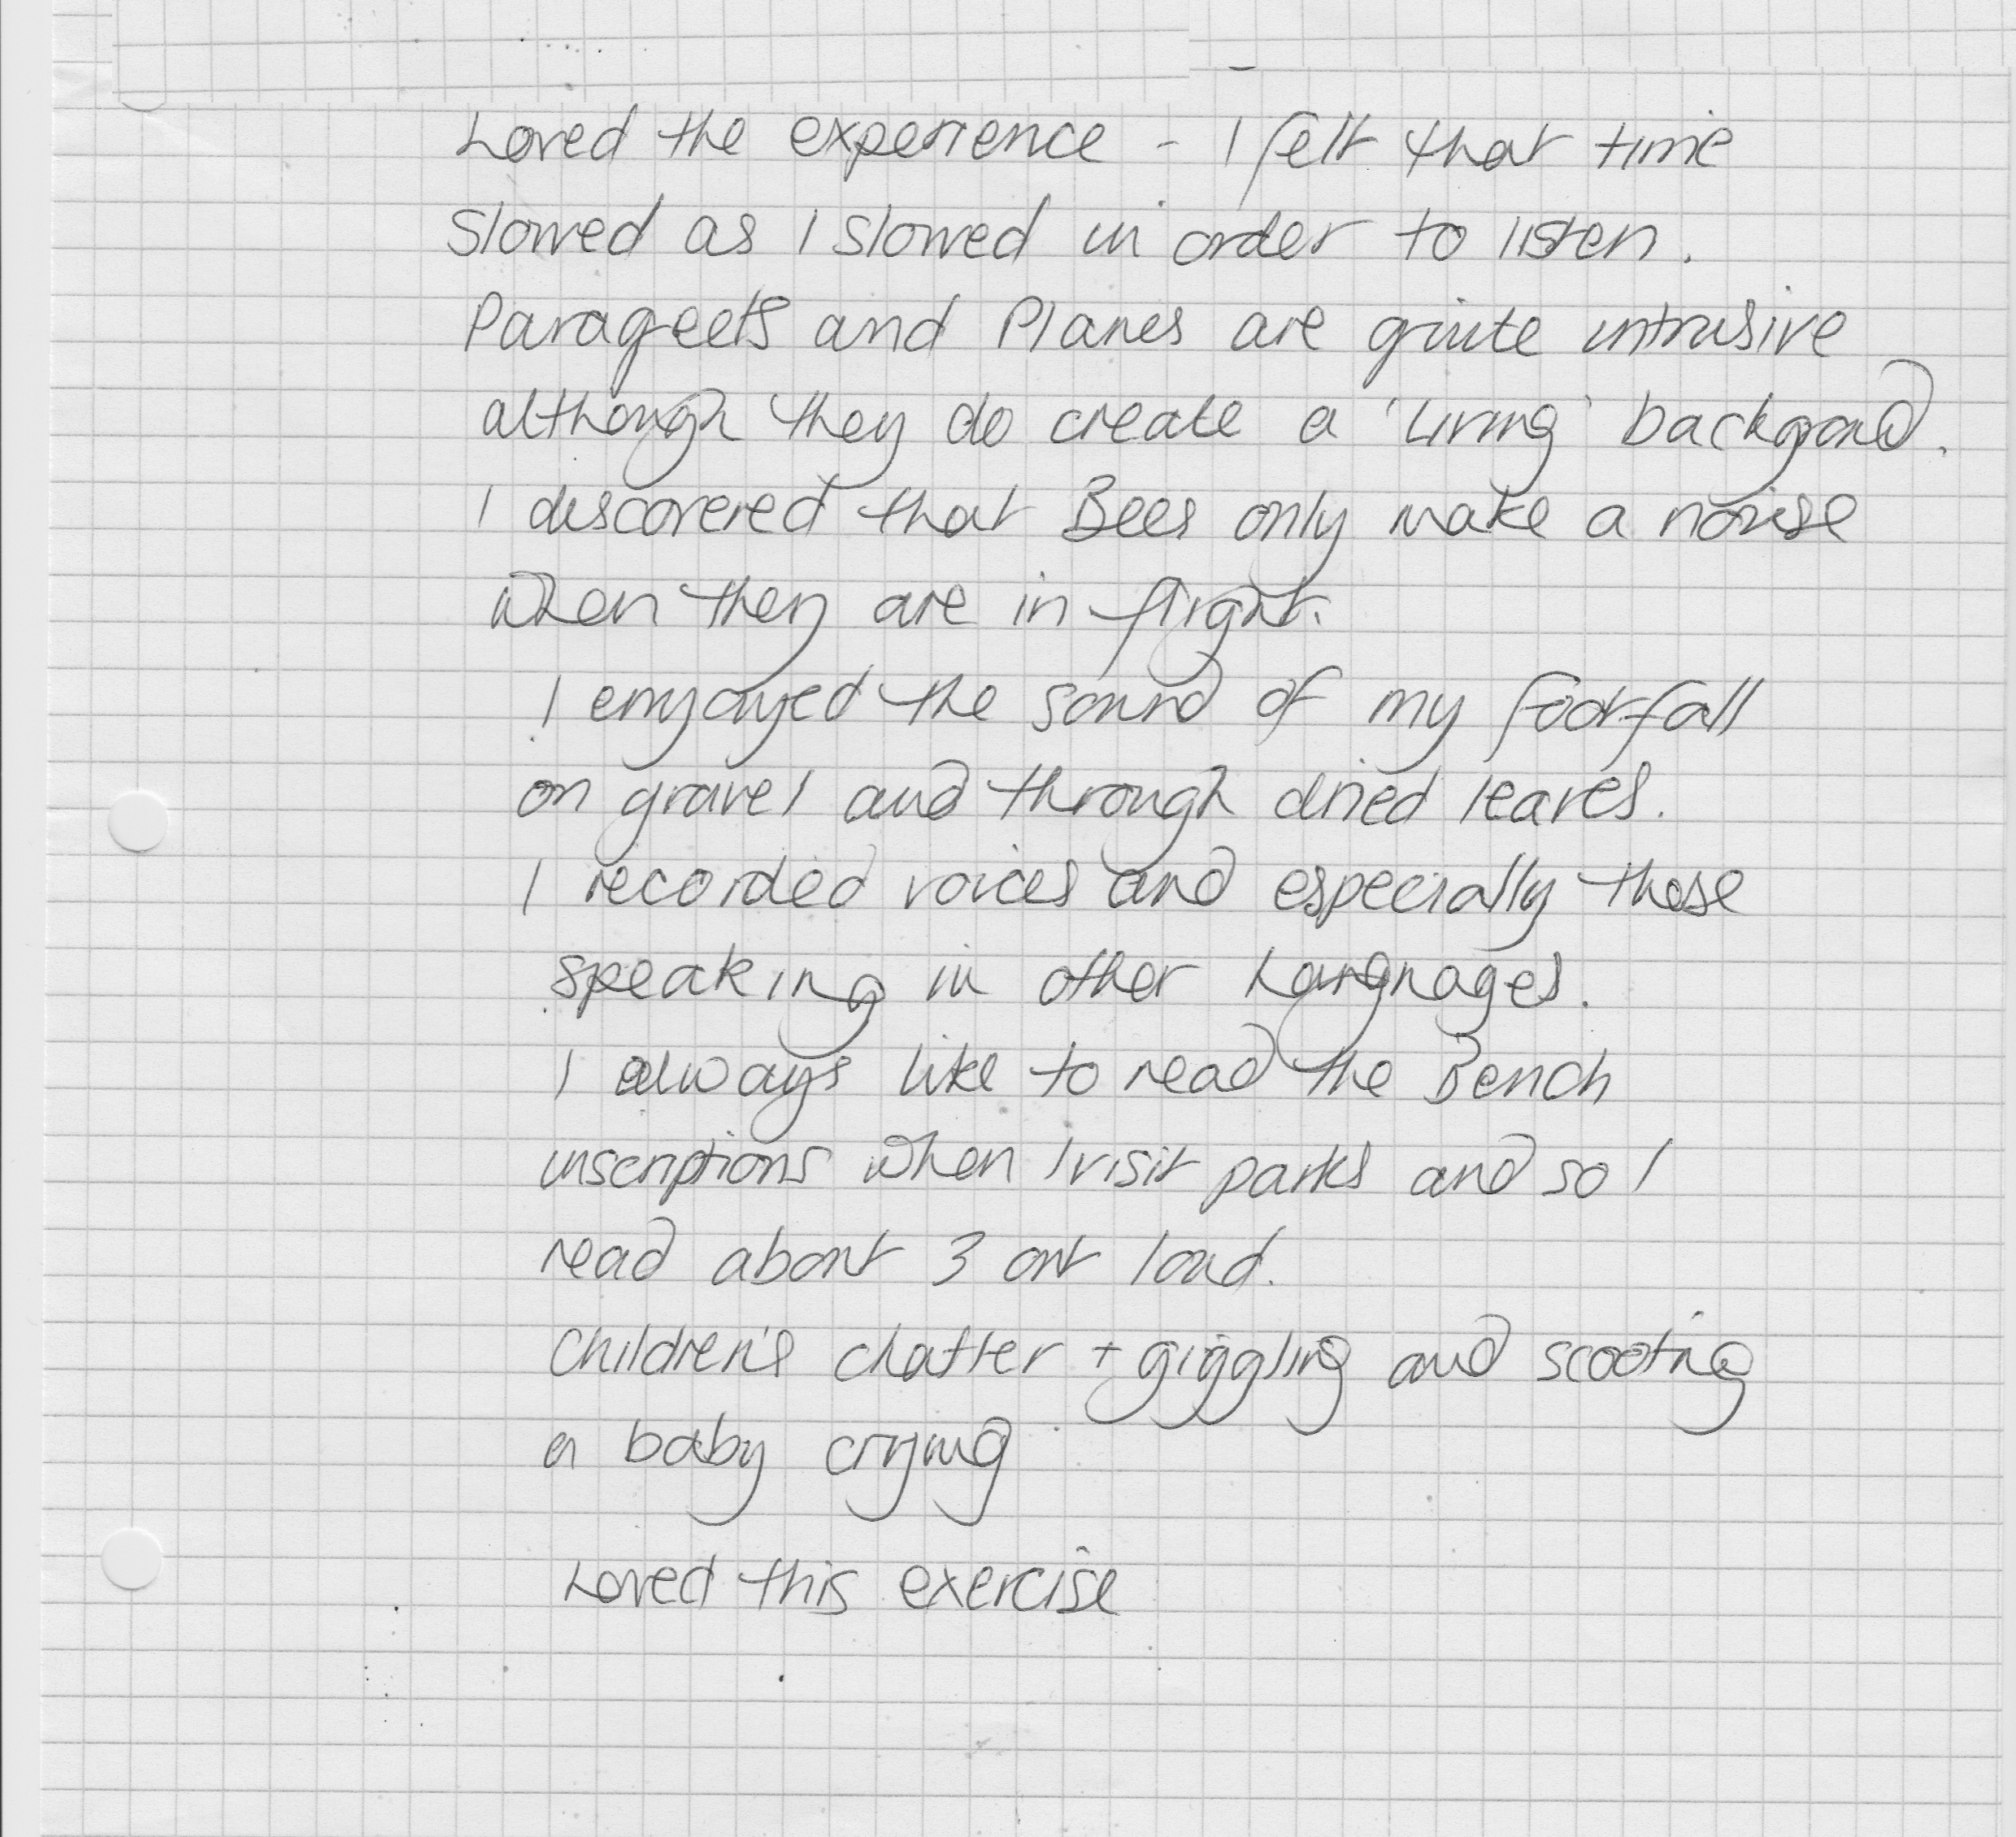 Loved the experience - I felt that time
Slowed as I slowed in order to listen.
Parageets and Planes are quite intrusive
although they do create a 'Living' backgroud.
I discovered that Bees only make a noise
when they are in flight.
I enjoyed the sound of my footfall
on gravel and through dried leaves.
I recorded voices and especially those
speaking in other Languages.
I always like to read the Bench
inscriptions when I visit parks and so I
read about 3 out loud.
Children's chatter + giggling and scooting
a baby crying
Loved this exercise